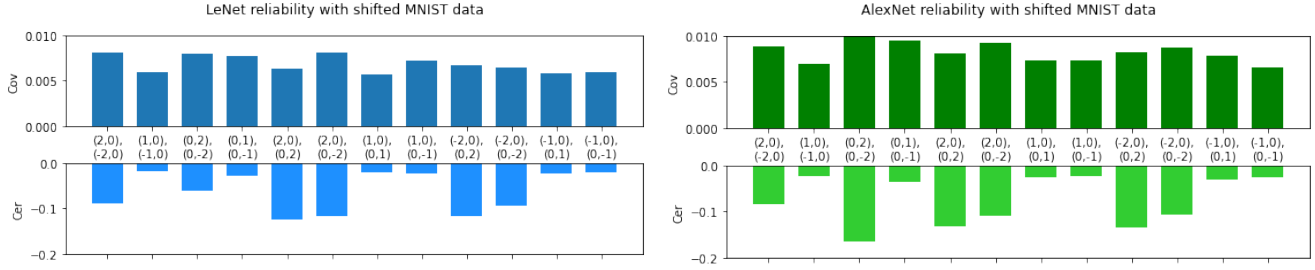 LeNet reliability with shifted MNIST data
0.010
0.005
0.000
Cov
(2,0), (1,0), (0,2), (0,1), (2,0), (2,0), (1,0), (1,0), (-2,0), (-2,0), (-1,0), (-1,0),
(-2,0) (-1,0) (0,-2) (0,-1) (0,2) (0,-2) (0,1) (0,-1) (0,2) (0,-2) (0,1) (0,-1)
0.0
−0.1
−0.2
Cer
AlexNet reliability with shifted MNIST data
0.010
0.005
0.000
Cov
(2,0), (1,0), (0,2), (0,1), (2,0), (2,0), (1,0), (1,0), (-2,0), (-2,0), (-1,0), (-1,0),
(-2,0) (-1,0) (0,-2) (0,-1) (0,2) (0,-2) (0,1) (0,-1) (0,2) (0,-2) (0,1) (0,-1)
0.0
−0.1
−0.2
Cer